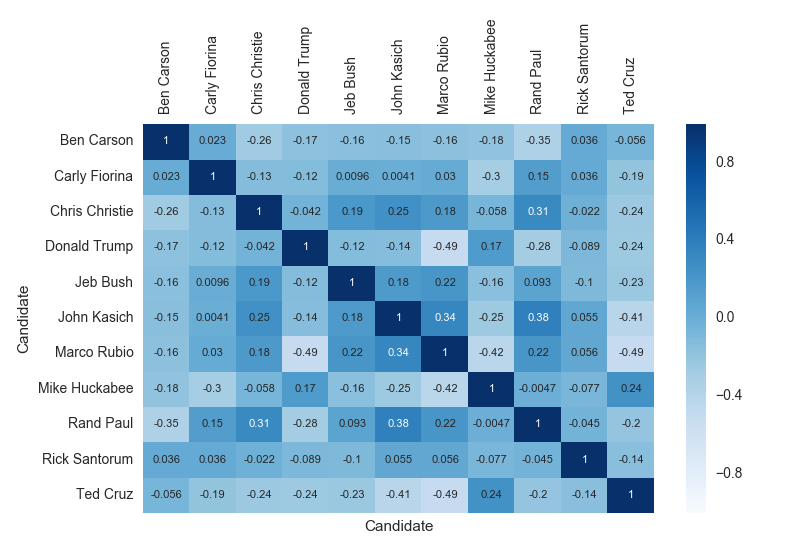 Ben Carson Carly Fiorina Chris Christie Donald Trump Jeb Bush John Kasich Marco Rubio Mike Huckabee Rand Paul Rick Santorum Ted Cruz
Ben Carson 1 0.023 -0.26 -0.17 -0.16 -0.15 -0.16 -0.18 -0.35 0.036 -0.056
Carly Fiorina 0.023 1 -0.13 -0.12 0.0096 0.0041 0.03 -0.3 0.15 0.036 -0.19
Chris Christie -0.26 -0.13 1 -0.042 0.19 0.25 0.18 -0.058 0.31 -0.022 -0.24
Donald Trump -0.17 -0.12 -0.042 1 -0.12 -0.14 -0.49 0.17 -0.28 -0.089 -0.24
Jeb Bush -0.16 0.0096 0.19 -0.12 1 0.18 0.22 -0.16 0.093 -0.1 -0.23
John Kasich -0.15 0.0041 0.25 -0.14 0.18 1 0.34 -0.25 0.38 0.055 -0.41
Marco Rubio -0.16 0.03 0.18 -0.49 0.22 0.34 1 -0.42 0.22 0.056 -0.49
Mike Huckabee -0.18 -0.3 -0.058 0.17 -0.16 -0.25 -0.42 1 -0.0047 -0.077 0.24
Rand Paul -0.35 0.15 0.31 -0.28 0.093 0.38 0.22 -0.0047 1 -0.045 -0.2
Rick Santorum 0.036 0.036 -0.022 -0.089 -0.1 0.055 0.056 -0.077 -0.045 1 -0.14
Ted Cruz -0.056 -0.19 -0.24 -0.24 -0.23 -0.41 -0.49 0.24 -0.2 -0.14 1
Candidate
Candidate
0.8
0.4
0.0
−0.4
−0.8